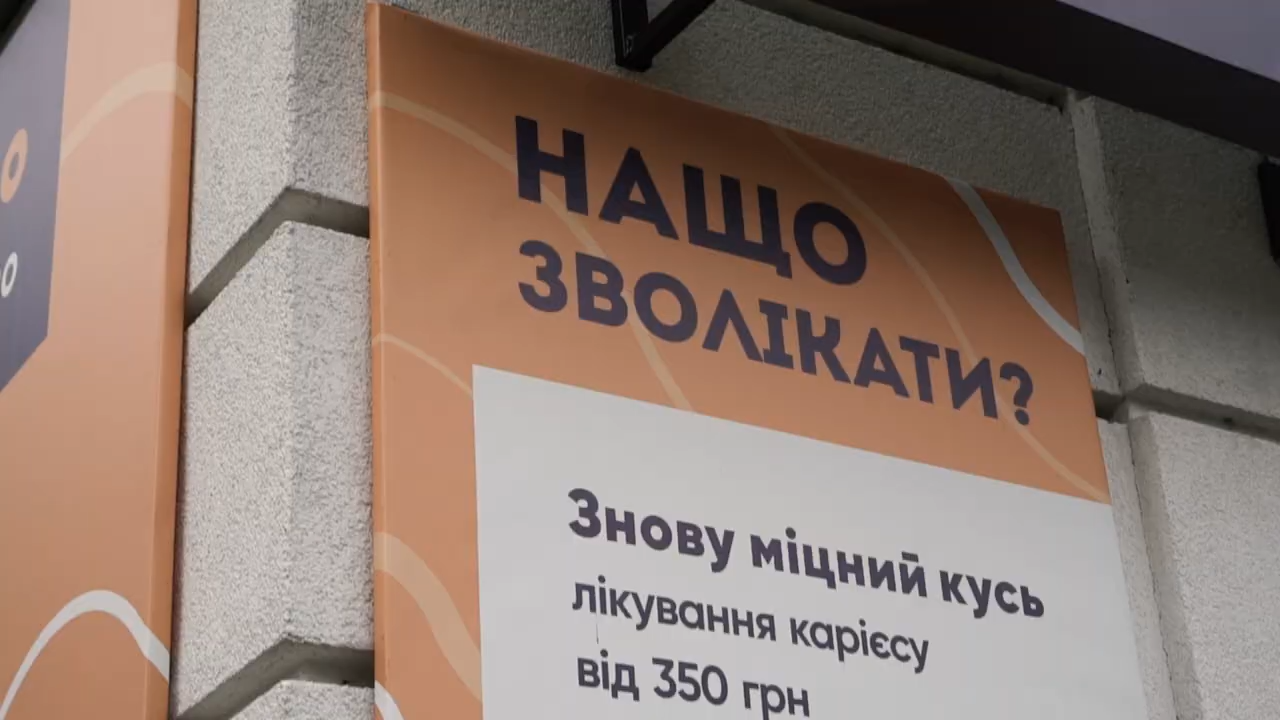 НАЩО
ЗВОЛІКАТИ?
Знову міцний кусь
лікування карієсу
від 350 грн